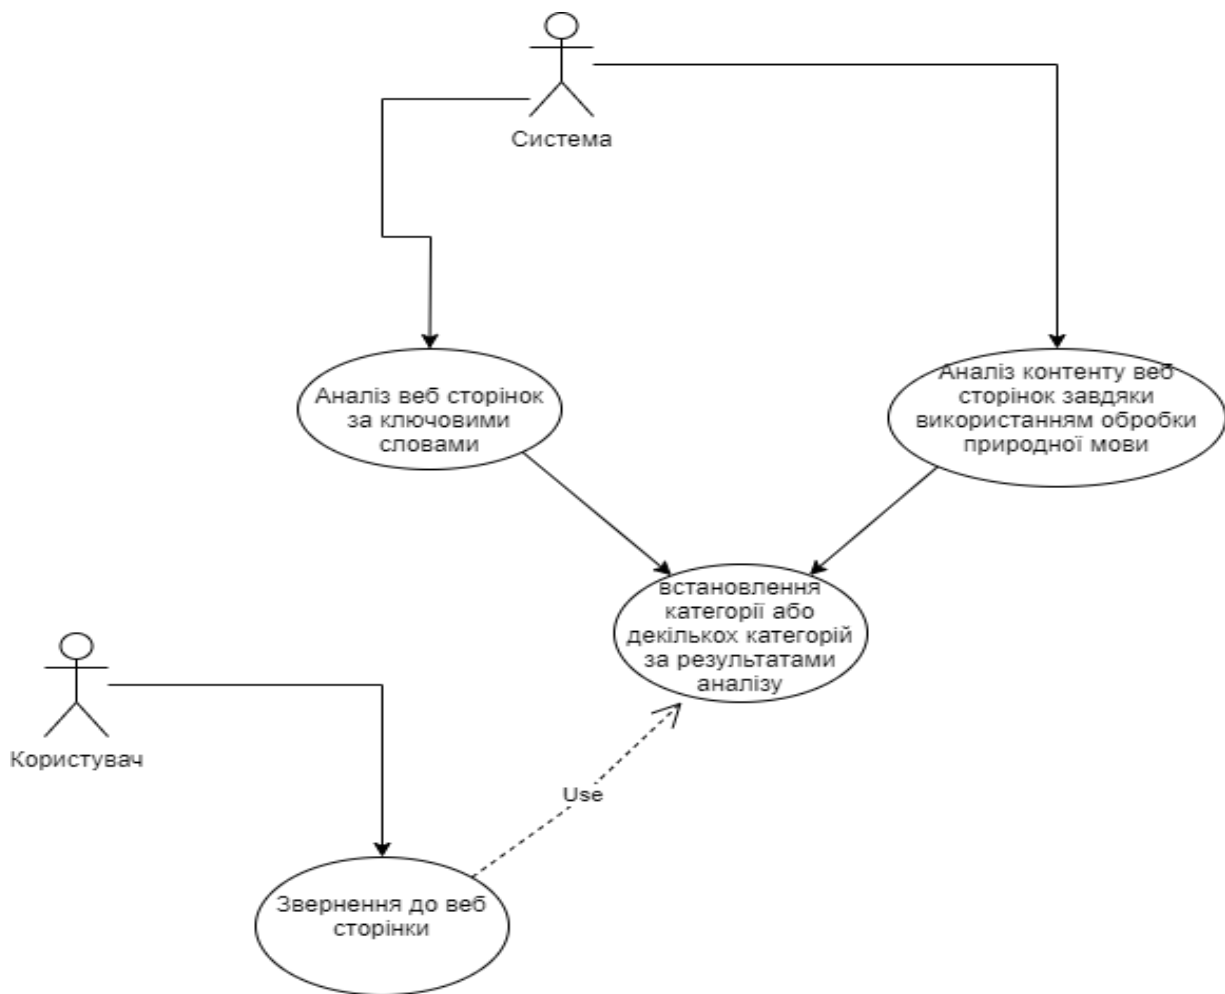 Система
Аналіз веб сторінок
за ключовими
словами
Аналіз контенту веб
сторінок завдяки
використанням обробки
природної мови
встановлення
категорії або
декількох категорій
за результатами
аналізу
Користувач
Use
Звернення до веб
сторінки